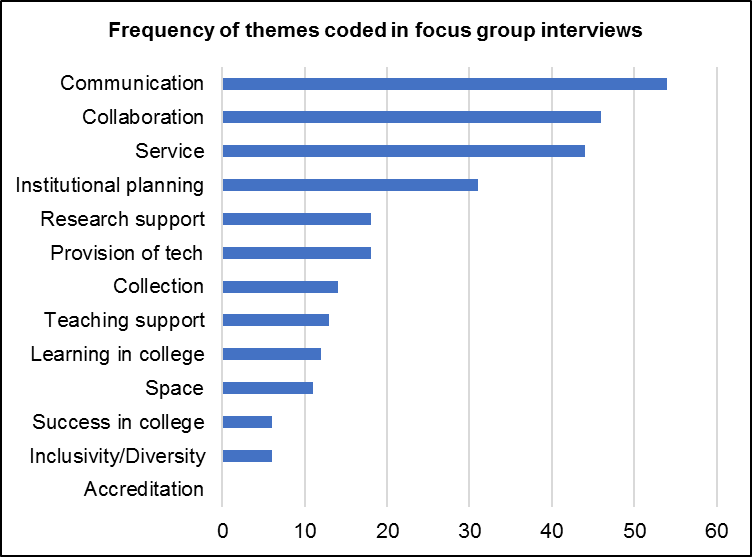 Frequency of themes coded in focus group interviews
Communication
Collaboration
Service
Institutional planning
Research support
Provision of tech
Collection
Teaching support
Learning in college
Space
Success in college
Inclusivity/Diversity
Accreditation
0 10 20 30 40 50 60